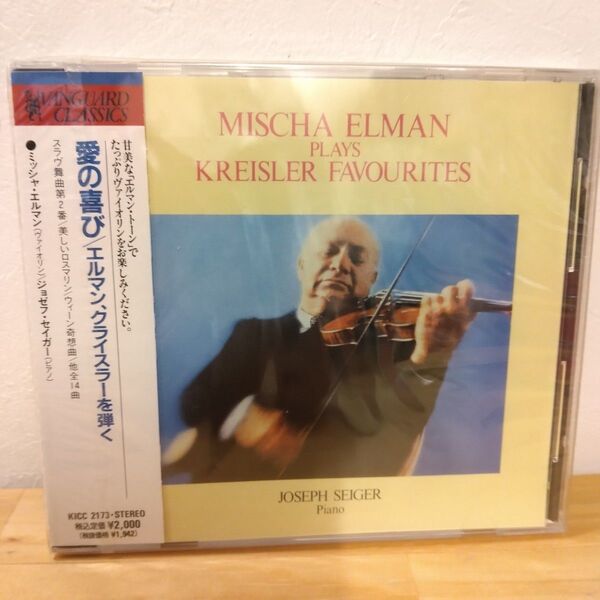 VANGUARD
CLASSICS
甘美な、「エルマン・トーン」で
たっぷりヴァイオリンをお楽しみください。
愛の喜び/エルマン、クライスラーを弾く
スラヴ舞曲第2番/美しいロスマリン/ウィーン奇想曲/他全14曲
●ミッシャ・エルマン(ヴァイオリン)/ジョゼフ・セイガー(ピアノ)
KICC 2173・STEREO
税込定価 ¥2,000
(税抜価格 ¥1,942)
MISCHA ELMAN
PLAYS
KREISLER FAVOURITES
JOSEPH SEIGER
Piano